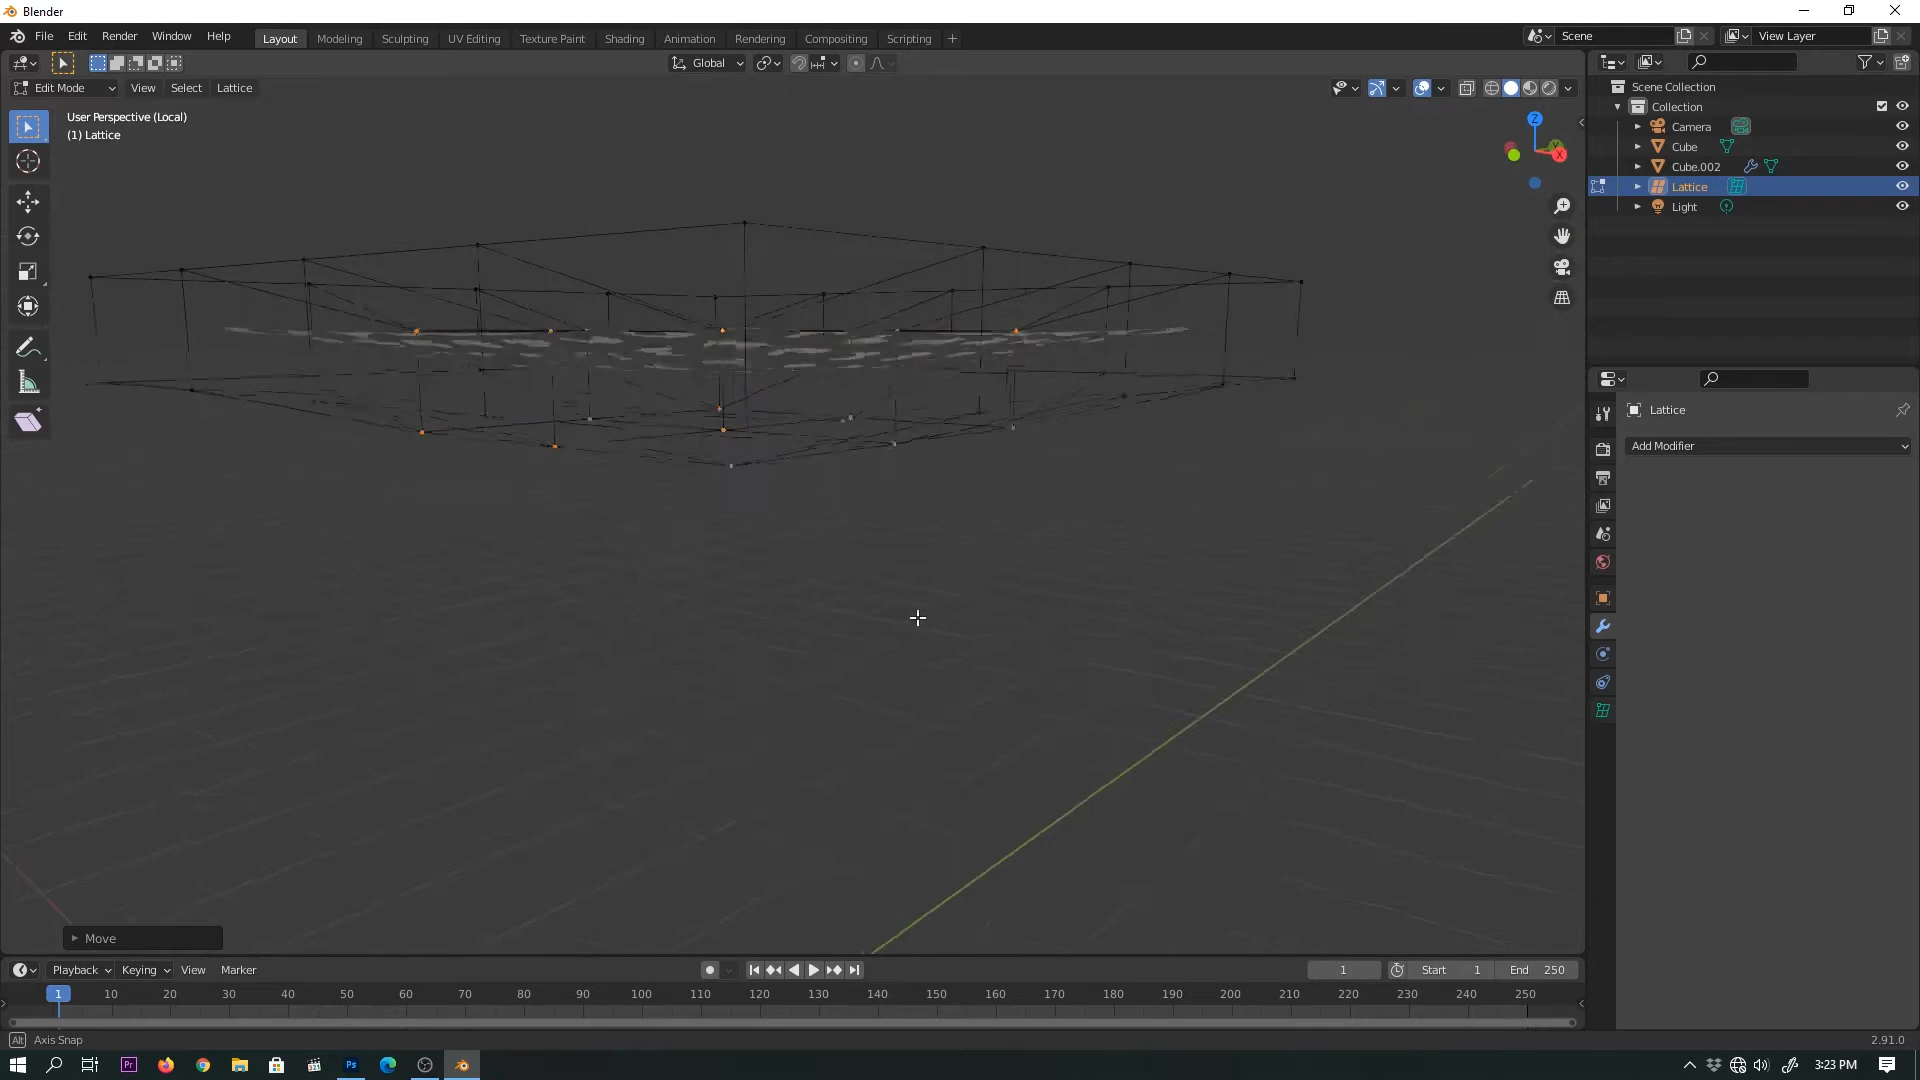 Blender
File Edit Render Window Help Layout Modeling Sculpting UV Editing Texture Paint Shading Animation Rendering Compositing Scripting + Scene View Layer
Global
Edit Mode View Select Lattice
User Perspective (Local)
(1) Lattice
Z
X
Scene Collection
Collection
Camera
Cube
Cube.002
Lattice
Light
Lattice
Add Modifier
Move
Playback Keying View Marker 1 Start 1 End 250
1 10 20 30 40 50 60 70 80 90 100 110 120 130 140 150 160 170 180 190 200 210 220 230 240 250
Alt Axis Snap 2.91.0
Pr Ps 3:23 PM